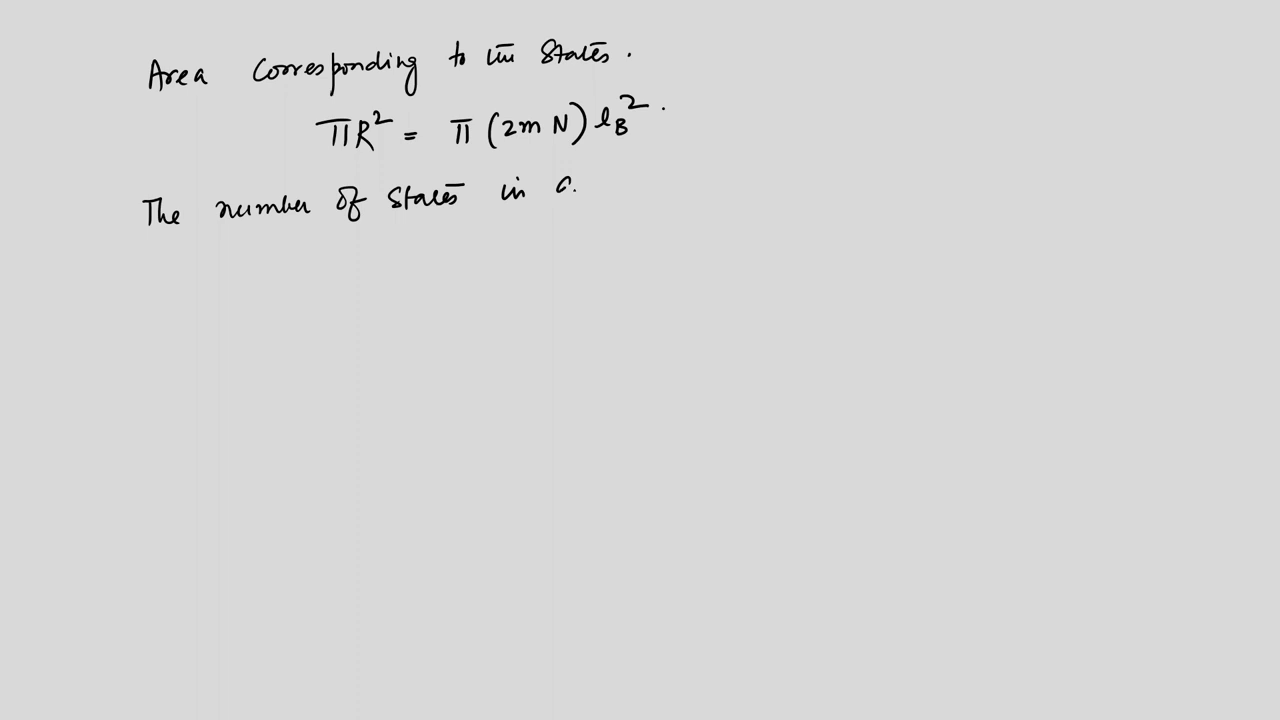 Area corresponding to the states.
πR² = π (2m N) l_B².
The number of states in a